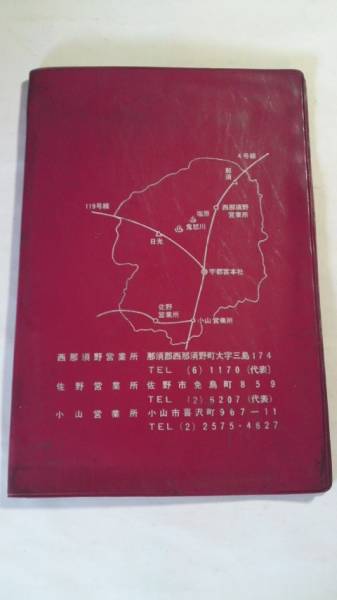 4号線
那須
119号線
西那須野
営業所
塩原
鬼怒川
日光
宇都宮本社
佐野
営業所
小山営業所
西那須野営業所 那須郡西那須野町大字三島174
TEL (6) 1170 (代表)
佐野営業所 佐野市免鳥町859
TEL (2) 5207 (代表)
小山営業所 小山市喜沢町967ー11
TEL (2) 2575・4627